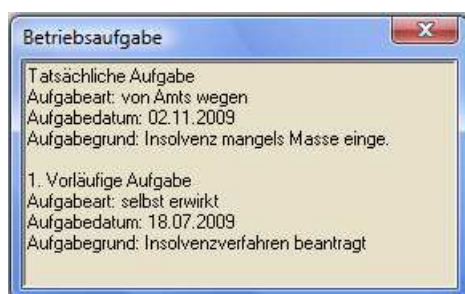 Betriebsaufgabe
Tatsächliche Aufgabe
Aufgabeart: von Amts wegen
Aufgabedatum: 02.11.2009
Aufgabegrund: Insolvenz mangels Masse einge.
1. Vorläufige Aufgabe
Aufgabeart: selbst erwirkt
Aufgabedatum: 18.07.2009
Aufgabegrund: Insolvenzverfahren beantragt